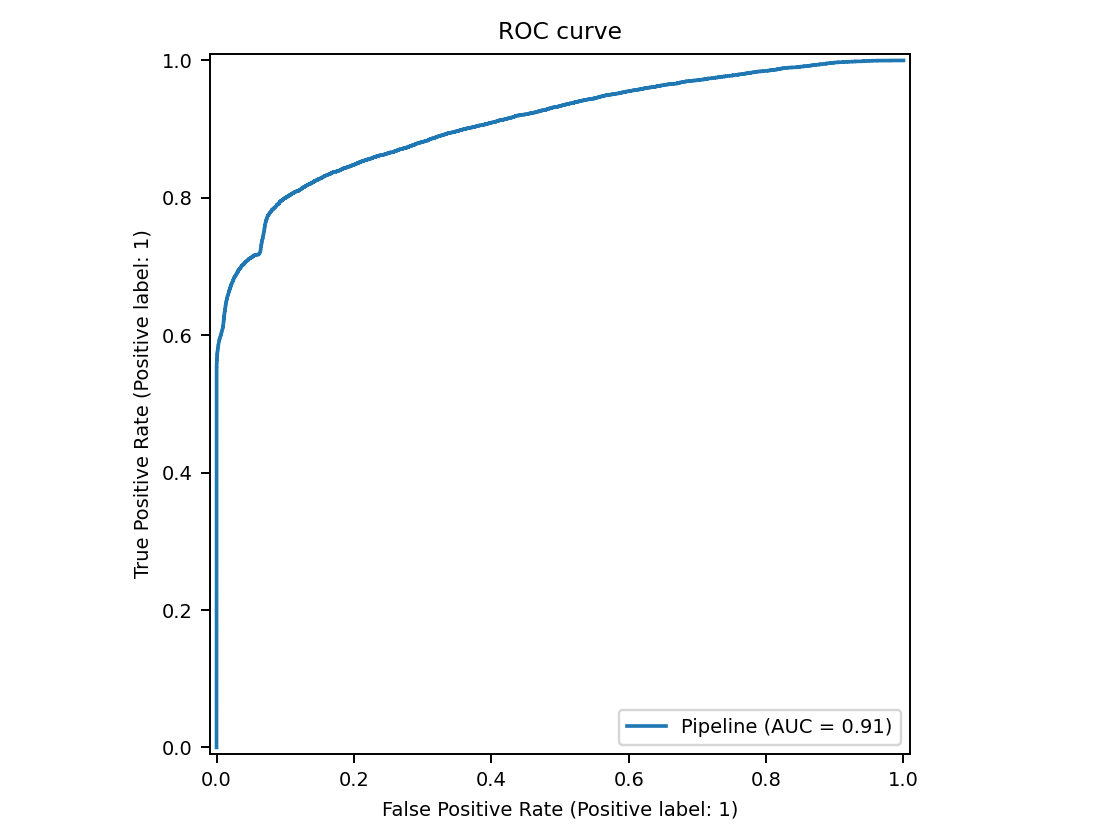 ROC curve
True Positive Rate (Positive label: 1)
1.0
0.8
0.6
0.4
0.2
0.0
Pipeline (AUC = 0.91)
0.0 0.2 0.4 0.6 0.8 1.0
False Positive Rate (Positive label: 1)